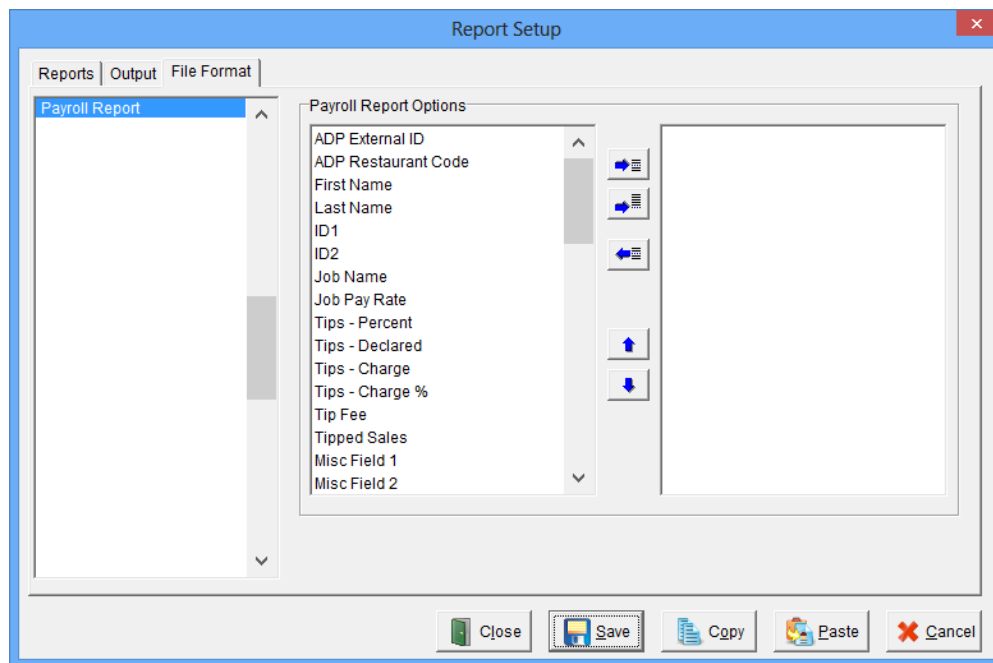 Report Setup
Reports
Output
File Format
Payroll Report
Payroll Report Options
ADP External ID
ADP Restaurant Code
First Name
Last Name
ID1
ID2
Job Name
Job Pay Rate
Tips - Percent
Tips - Declared
Tips - Charge
Tips - Charge %
Tip Fee
Tipped Sales
Misc Field 1
Misc Field 2
Close
Save
Copy
Paste
Cancel